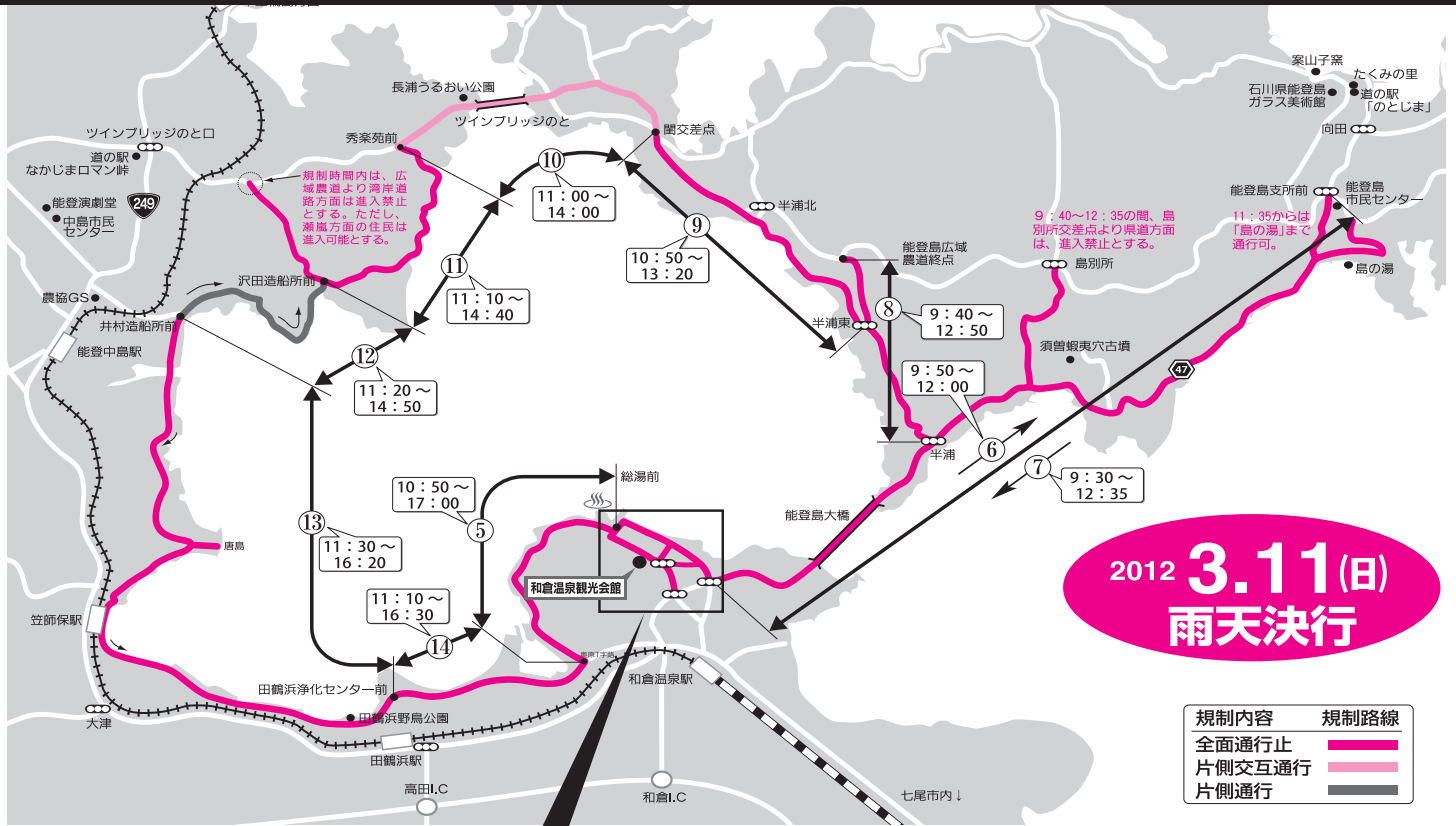 長浦うるおい公園
ツインブリッジのと
秀楽苑前
閨交差点
ツインブリッジのと口
道の駅
なかじまロマン峠
249
能登演劇堂
中島市民
センター
規制時間内は、広
域農道より湾岸道
路方面は進入禁止
とする。ただし、
瀬嵐方面の住民は
進入可能とする。
案山子窯
たくみの里
石川県能登島
ガラス美術館
道の駅
「のとじま」
向田
能登島支所前
能登島
市民センター
半浦北
能登島広域
農道終点
9：40～12：35の間、島
別所交差点より県道方面
は、進入禁止とする。
11：35からは
「島の湯」まで
通行可。
島別所
島の湯
⑩
11：00～
14：00
⑨
10：50～
13：20
⑪
11：10～
14：40
⑧
9：40～
12：50
沢田造船所前
農協GS
井村造船所前
能登中島駅
半浦東
須曽蝦夷穴古墳
47
⑫
11：20～
14：50
9：50～
12：00
⑥
半浦
⑦
9：30～
12：35
10：50～
17：00
⑤
総湯前
能登島大橋
⑬
11：30～
16：20
唐島
和倉温泉観光会館
11：10～
16：30
⑭
笠師保駅
田鶴浜浄化センター前
和倉温泉駅
大津
田鶴浜野鳥公園
田鶴浜駅
高田I.C
和倉I.C
七尾市内↓
2012 3.11(日)
雨天決行
規制内容 規制路線
全面通行止
片側交互通行
片側通行